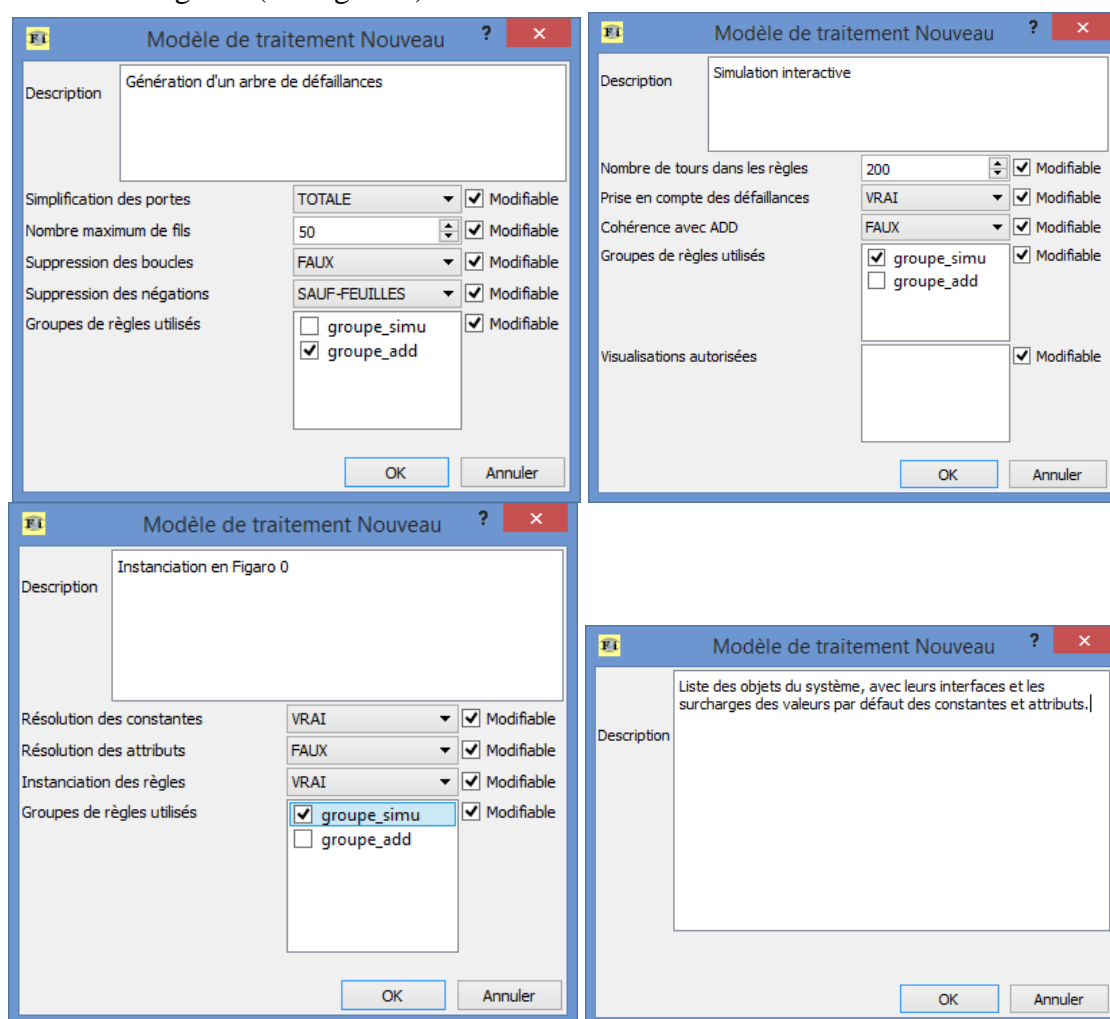 Modèle de traitement Nouveau ? ×
Description
Génération d'un arbre de défaillances
Simplification des portes TOTALE Modifiable
Nombre maximum de fils 50 Modifiable
Suppression des boucles FAUX Modifiable
Suppression des négations SAUF-FEUILLES Modifiable
Groupes de règles utilisés groupe_simu Modifiable
groupe_add
OK Annuler
Modèle de traitement Nouveau ? ×
Description
Simulation interactive
Nombre de tours dans les règles 200 Modifiable
Prise en compte des défaillances VRAI Modifiable
Cohérence avec ADD FAUX Modifiable
Groupes de règles utilisés groupe_simu Modifiable
groupe_add
Visualisations autorisées Modifiable
OK Annuler
Modèle de traitement Nouveau ? ×
Description
Instanciation en Figaro 0
Résolution des constantes VRAI Modifiable
Résolution des attributs FAUX Modifiable
Instanciation des règles VRAI Modifiable
Groupes de règles utilisés groupe_simu Modifiable
groupe_add
OK Annuler
Modèle de traitement Nouveau ? ×
Description
Liste des objets du système, avec leurs interfaces et les
surcharges des valeurs par défaut des constantes et attributs.
OK Annuler